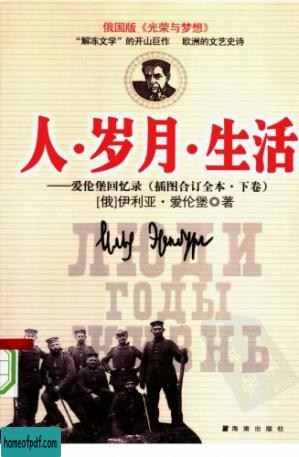 俄国版《光荣与梦想》
“解冻文学”的开山巨作 欧洲的文艺史诗
人·岁月·生活
——爱伦堡回忆录（插图合订全本·下卷）
[俄]伊利亚·爱伦堡◎著
ЛЮДИ
ГОДЫ
ЖИЗНЬ
海南出版社
homeofpdf.com